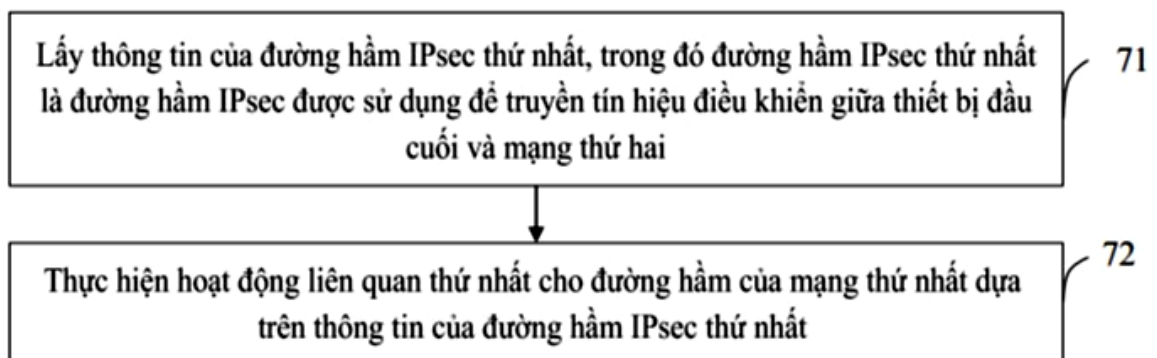 Lấy thông tin của đường hầm IPsec thứ nhất, trong đó đường hầm IPsec thứ nhất
là đường hầm IPsec được sử dụng để truyền tín hiệu điều khiển giữa thiết bị đầu
cuối và mạng thứ hai
71
Thực hiện hoạt động liên quan thứ nhất cho đường hầm của mạng thứ nhất dựa
trên thông tin của đường hầm IPsec thứ nhất
72